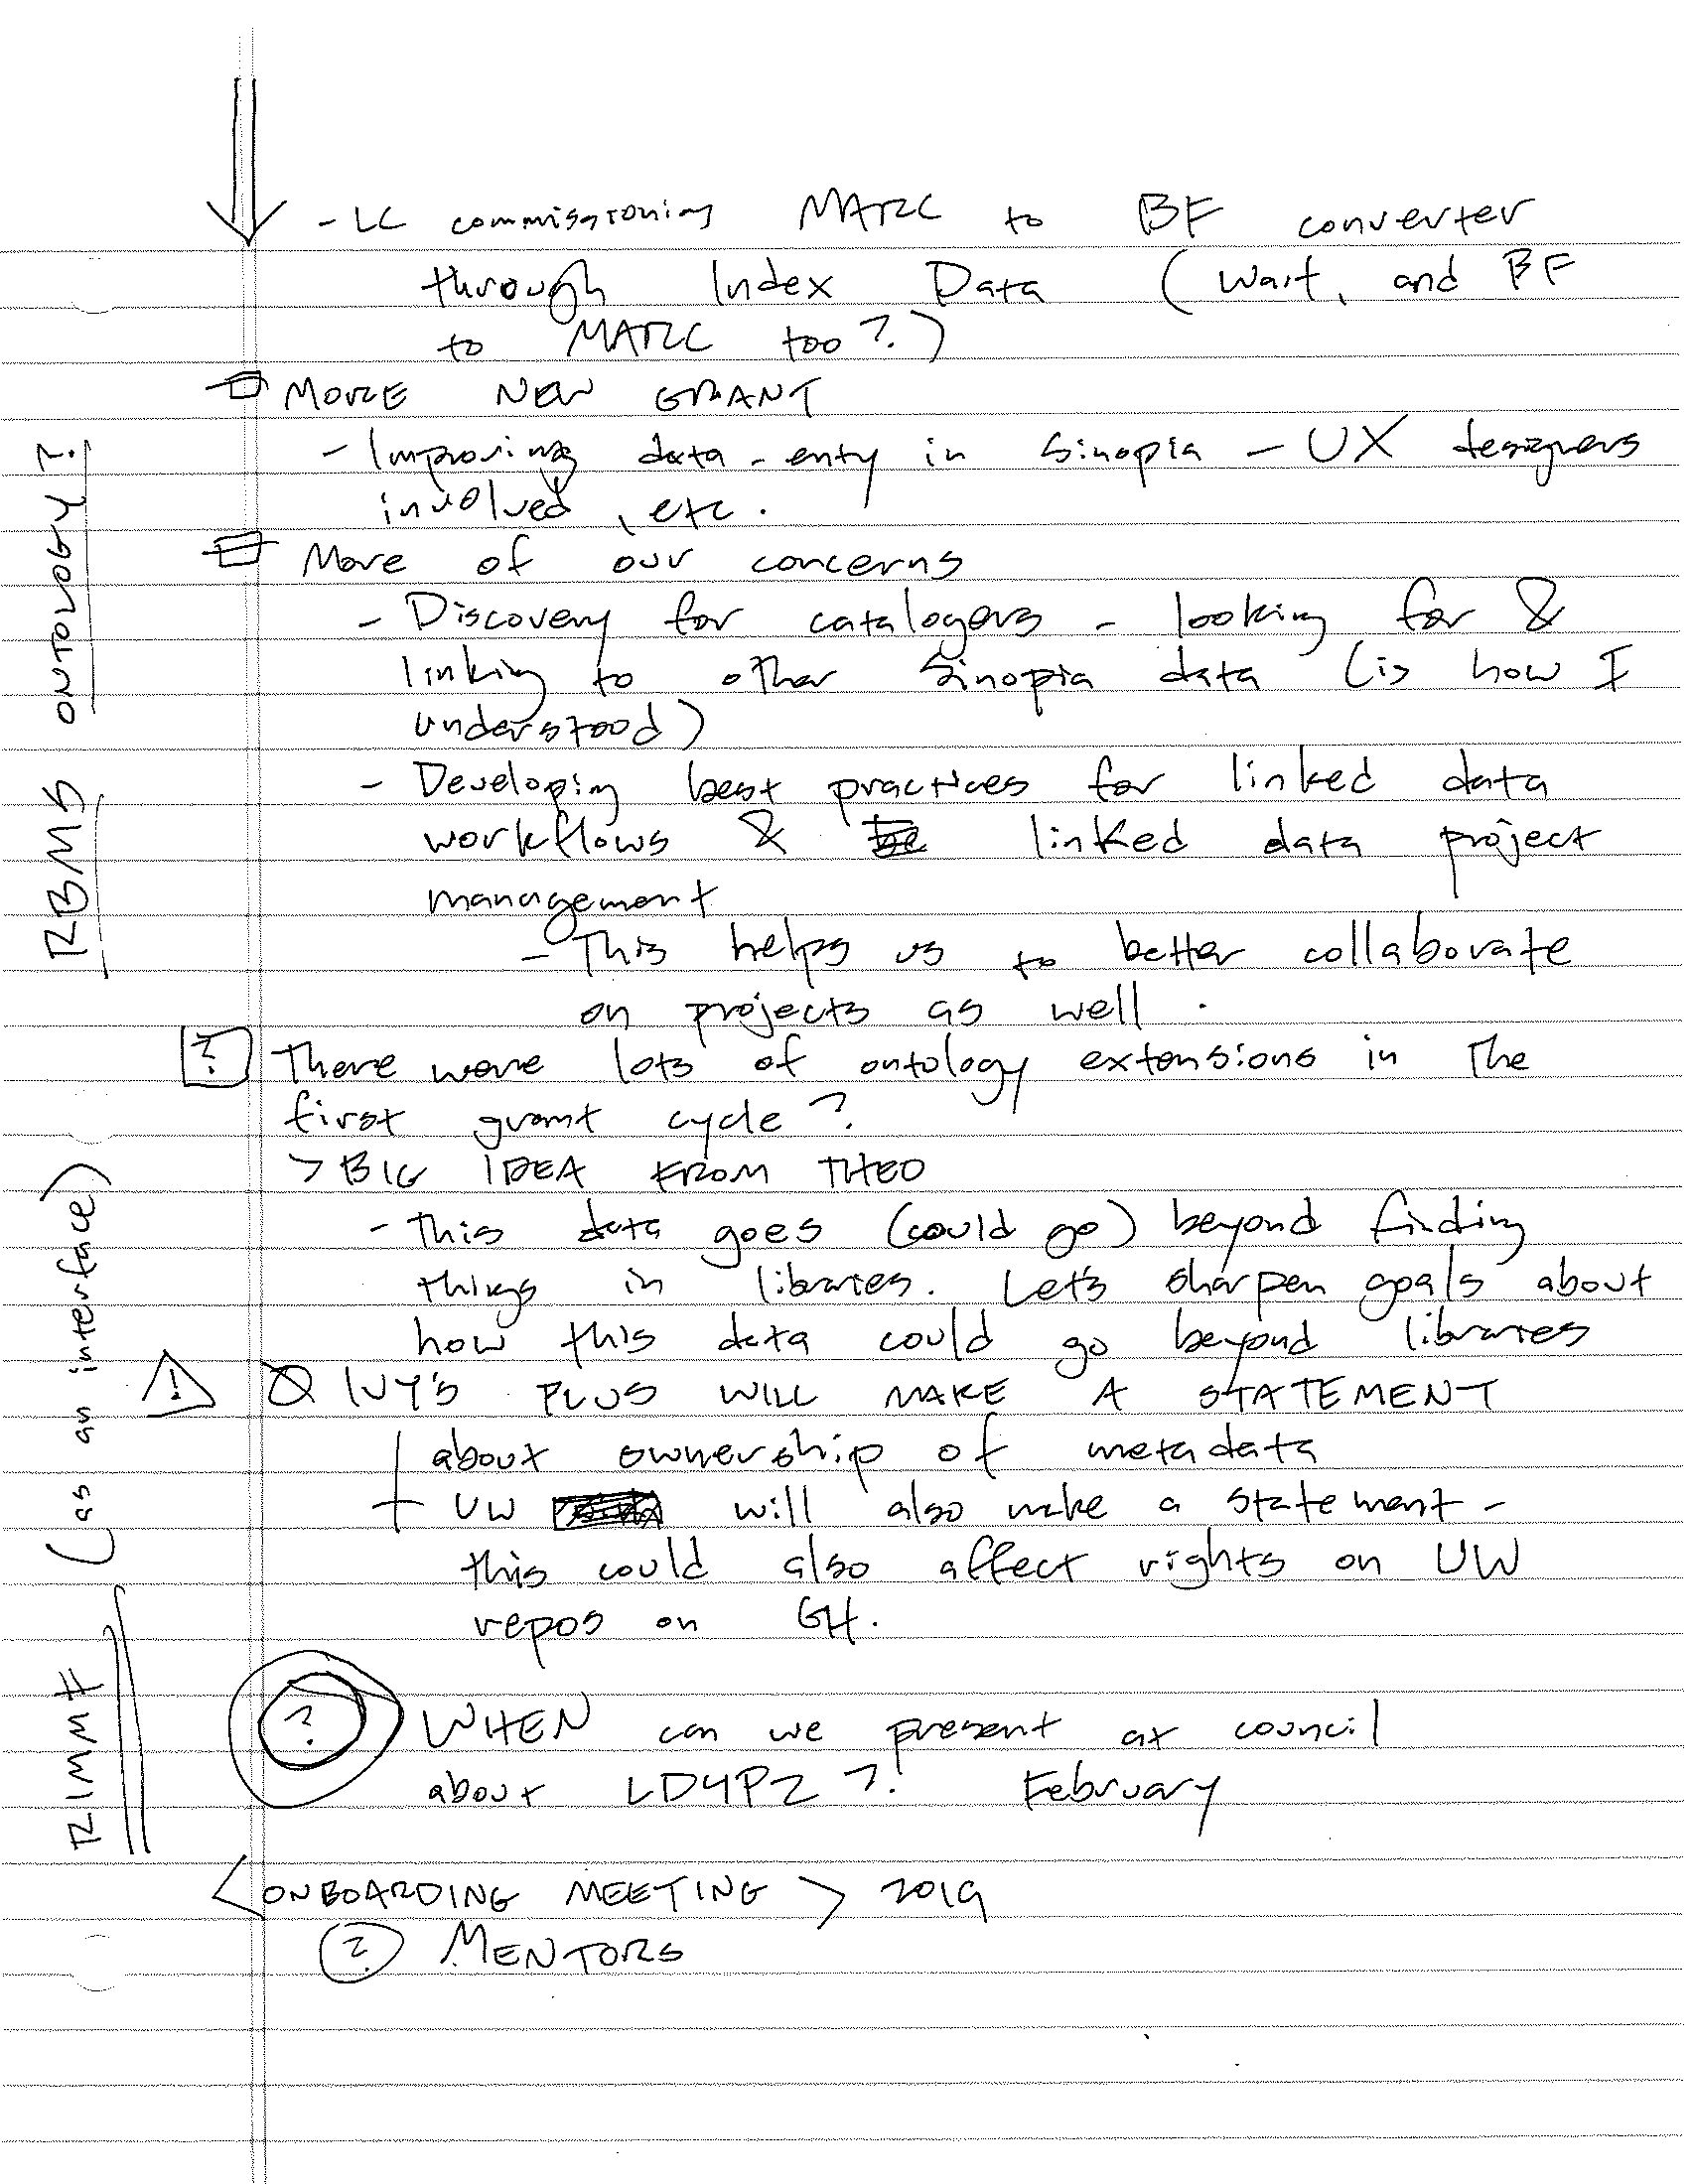 - LC commissioning MARC to BF converter
through Index Data (wait, and BF
to MARC too?)
MORE NEW GRANT
- Improving data-enty in Sinopia - UX designers
involved, etc.
More of our concerns
- Discovery for catalogers - looking for &
linking to other Sinopia data (is how I
understood)
- Developing best practices for linked data
workflows & be linked data project
management
- This helps us to better collaborate
on projects as well.
? There were lots of ontology extensions in the
first grant cycle?
> BIG IDEA FROM THEO
- This data goes (could go) beyond finding
things in libraries. Let's sharpen goals about
how this data could go beyond libraries
! IVY'S PLUS WILL MAKE A STATEMENT
about ownership of metadata
UW will also make a statement -
this could also affect rights on UW
repos on GH.
? WHEN can we present at council
about LD4P2?! February
<ONBOARDING MEETING> 2019
? MENTORS
RBMS ONTOLOGY?
RIMMF (as an interface)